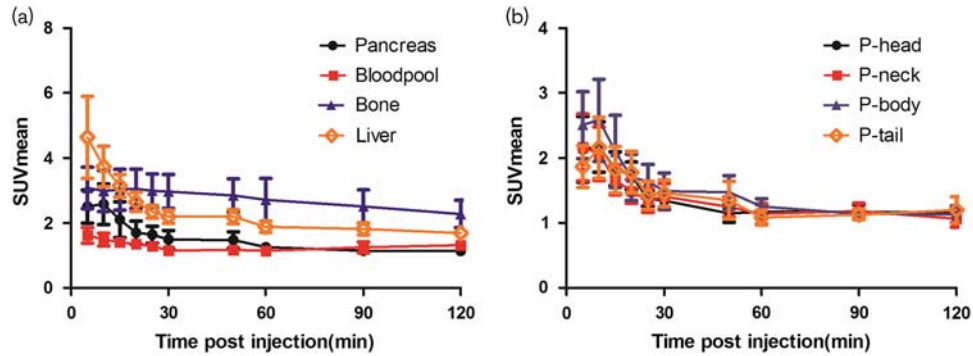 (a)
8
6
4
2
0
SUVmean
0
30
60
90
120
Time post injection(min)
Pancreas
Bloodpool
Bone
Liver
(b)
4
3
2
1
0
SUVmean
0
30
60
90
120
Time post injection(min)
P-head
P-neck
P-body
P-tail